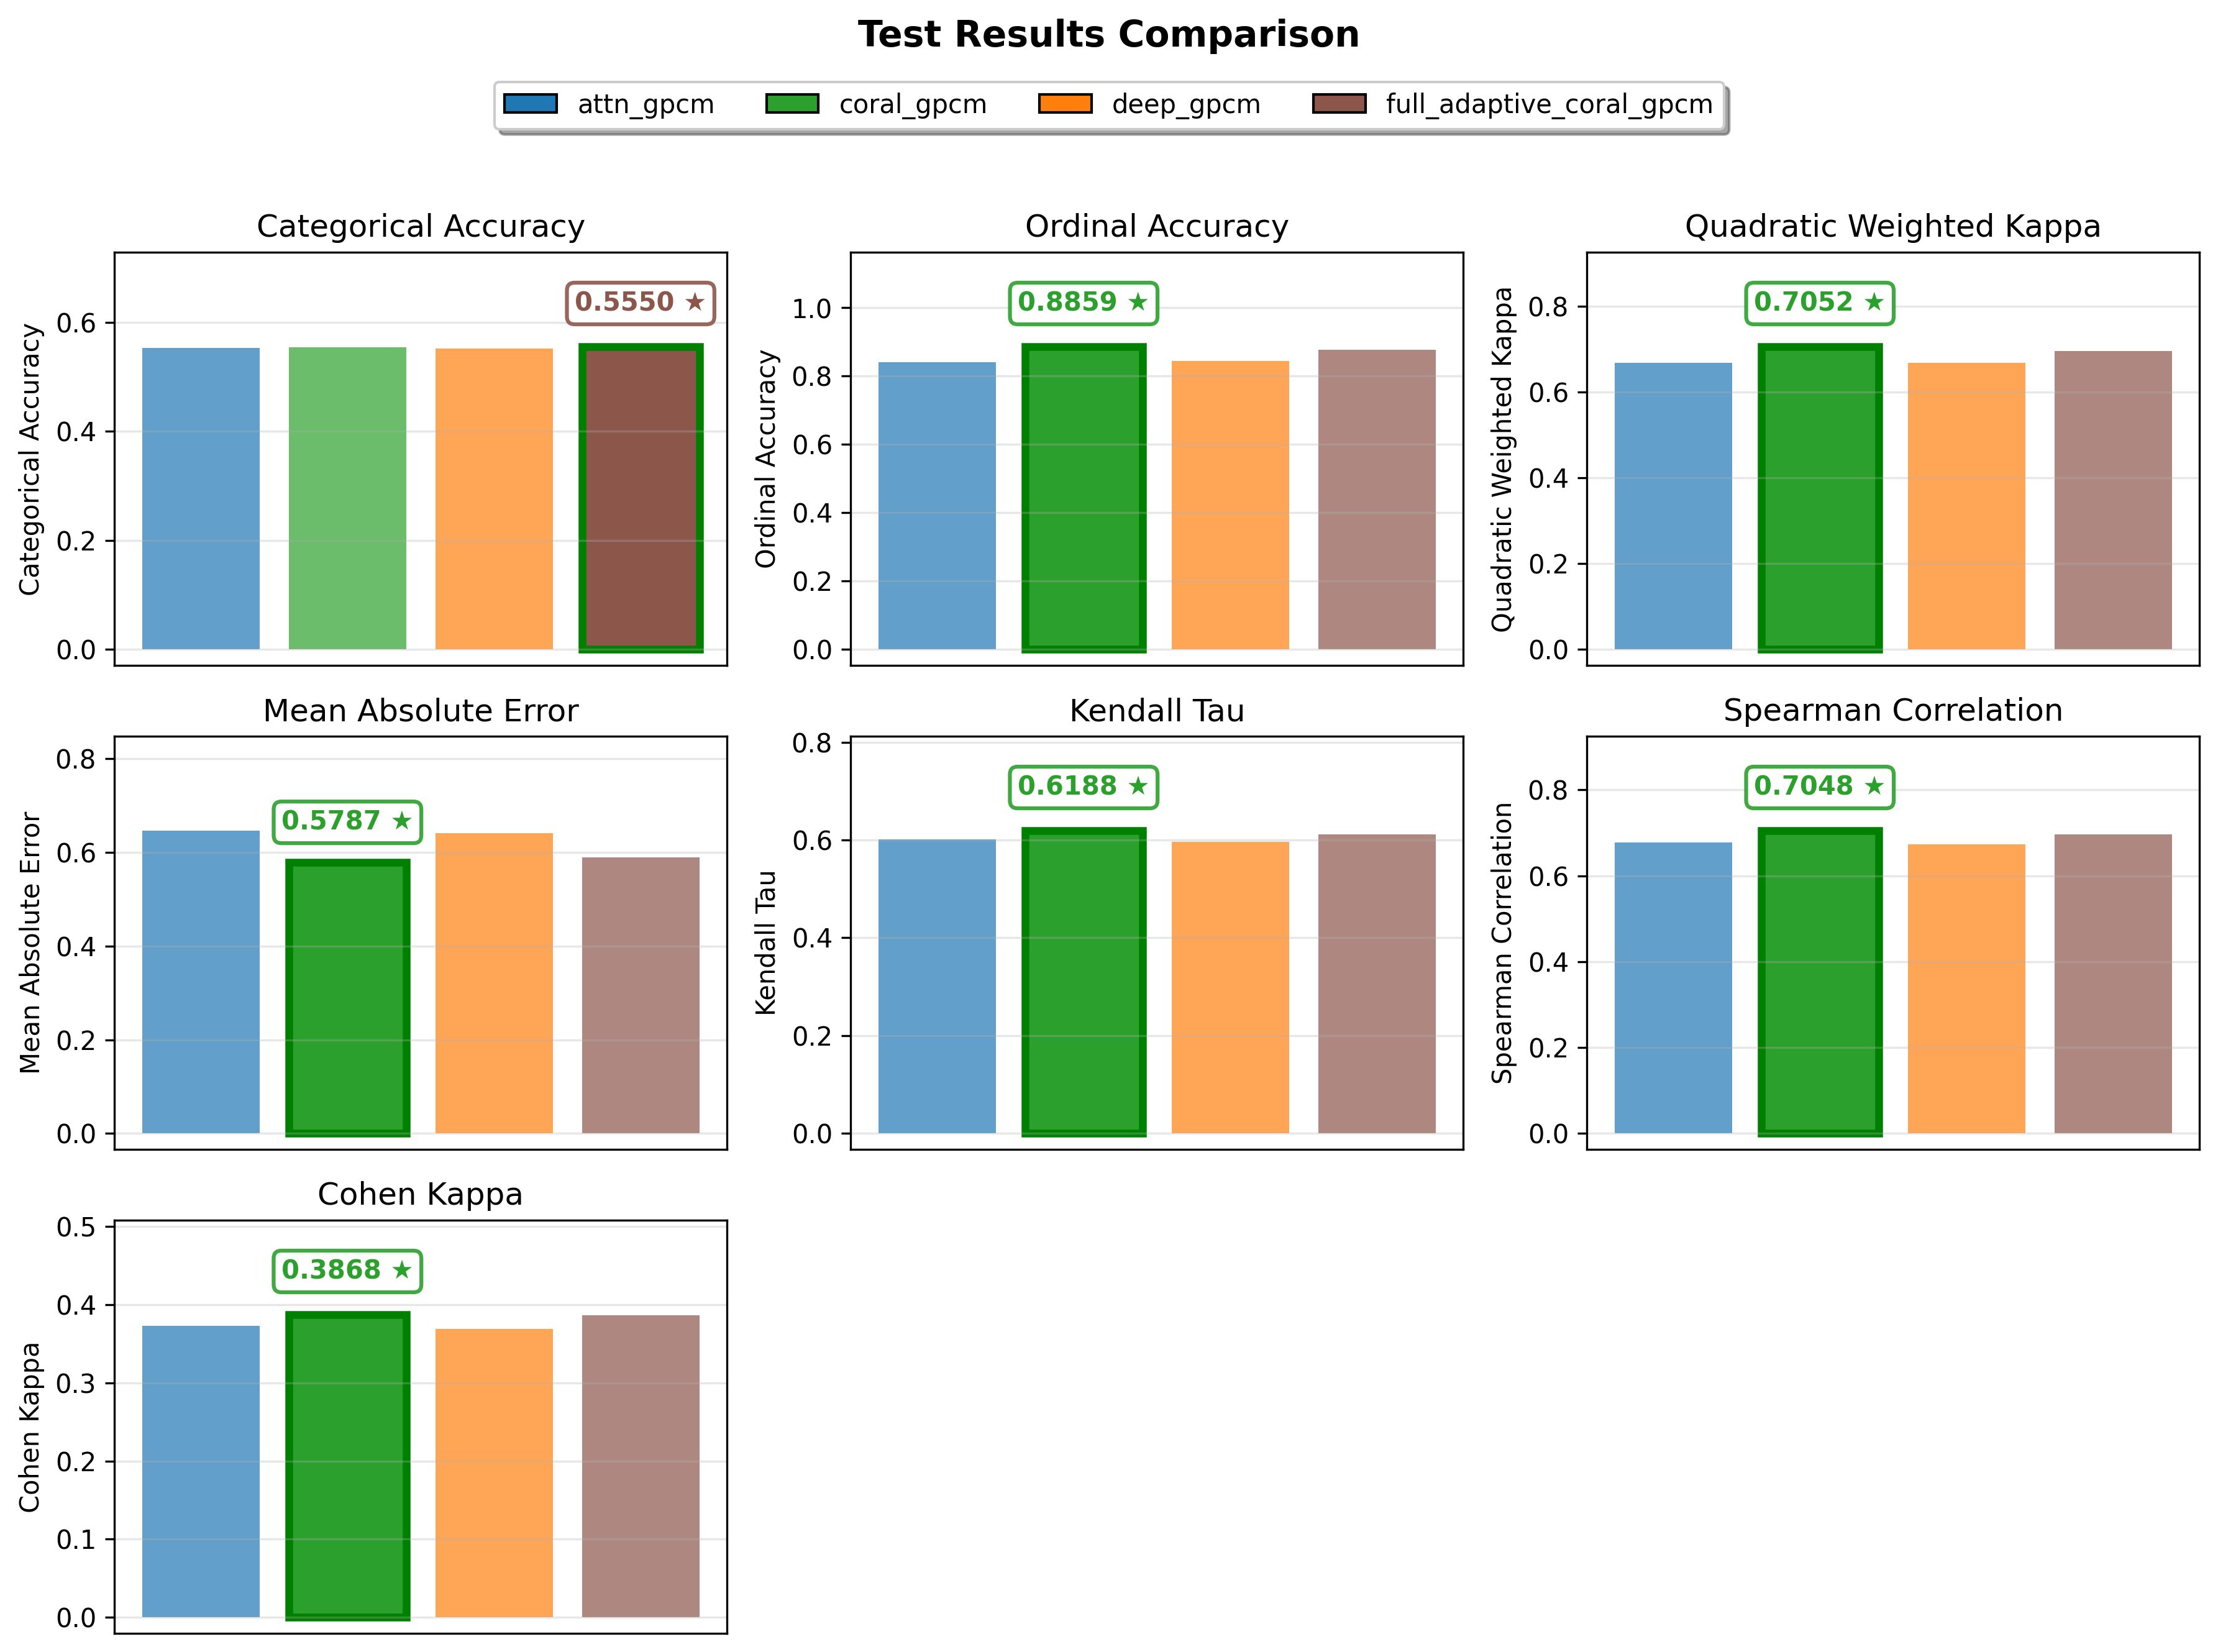 Test Results Comparison
attn_gpcm coral_gpcm deep_gpcm full_adaptive_coral_gpcm
Categorical Accuracy
Categorical Accuracy
0.6
0.4
0.2
0.0
0.5550 ★
Ordinal Accuracy
Ordinal Accuracy
1.0
0.8
0.6
0.4
0.2
0.0
0.8859 ★
Quadratic Weighted Kappa
Quadratic Weighted Kappa
0.8
0.6
0.4
0.2
0.0
0.7052 ★
Mean Absolute Error
Mean Absolute Error
0.8
0.6
0.4
0.2
0.0
0.5787 ★
Kendall Tau
Kendall Tau
0.8
0.6
0.4
0.2
0.0
0.6188 ★
Spearman Correlation
Spearman Correlation
0.8
0.6
0.4
0.2
0.0
0.7048 ★
Cohen Kappa
Cohen Kappa
0.5
0.4
0.3
0.2
0.1
0.0
0.3868 ★